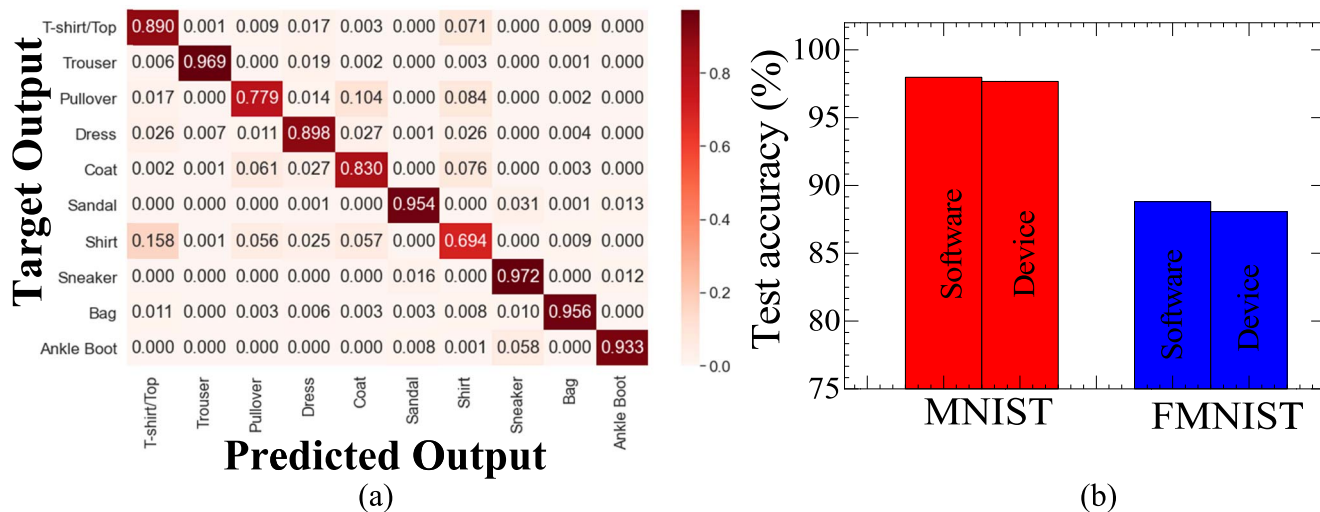 Target Output
T-shirt/Top 0.890 0.001 0.009 0.017 0.003 0.000 0.071 0.000 0.009 0.000
Trouser 0.006 0.969 0.000 0.019 0.002 0.000 0.003 0.000 0.001 0.000
Pullover 0.017 0.000 0.779 0.014 0.104 0.000 0.084 0.000 0.002 0.000
Dress 0.026 0.007 0.011 0.898 0.027 0.001 0.026 0.000 0.004 0.000
Coat 0.002 0.001 0.061 0.027 0.830 0.000 0.076 0.000 0.003 0.000
Sandal 0.000 0.000 0.000 0.001 0.000 0.954 0.000 0.031 0.001 0.013
Shirt 0.158 0.001 0.056 0.025 0.057 0.000 0.694 0.000 0.009 0.000
Sneaker 0.000 0.000 0.000 0.000 0.000 0.016 0.000 0.972 0.000 0.012
Bag 0.011 0.000 0.003 0.006 0.003 0.003 0.008 0.010 0.956 0.000
Ankle Boot 0.000 0.000 0.000 0.000 0.000 0.008 0.001 0.058 0.000 0.933
T-shirt/Top Trouser Pullover Dress Coat Sandal Shirt Sneaker Bag Ankle Boot
Predicted Output
0.8
0.6
0.4
0.2
0.0
(a)
Test accuracy (%)
100
95
90
85
80
75
Software
Device
Software
Device
MNIST FMNIST
(b)